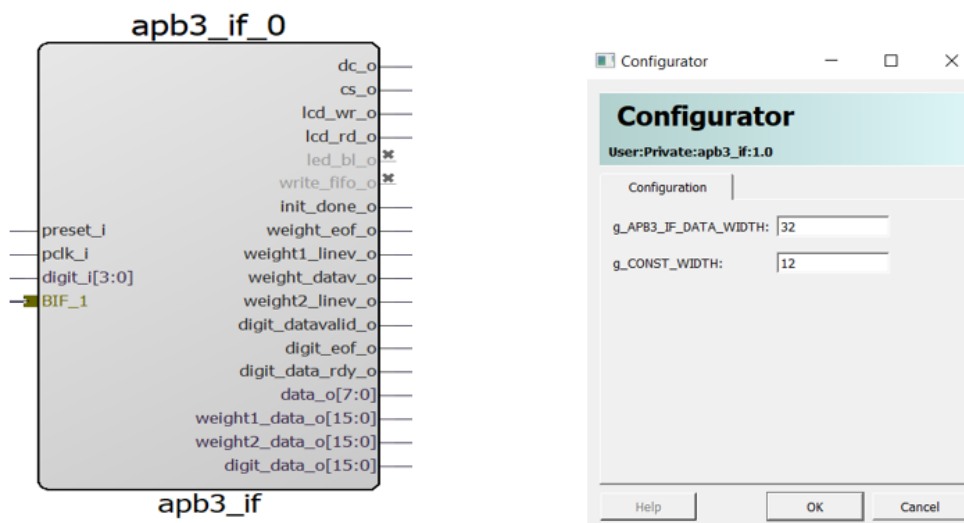 apb3_if_0
dc_o
cs_o
lcd_wr_o
lcd_rd_o
led_bl_o
write_fifo_o
init_done_o
preset_i
weight_eof_o
pclk_i
weight1_linev_o
digit_i[3:0]
weight_datav_o
BIF_1
weight2_linev_o
digit_datavalid_o
digit_eof_o
digit_data_rdy_o
data_o[7:0]
weight1_data_o[15:0]
weight2_data_o[15:0]
digit_data_o[15:0]
apb3_if
Configurator
Configurator
User:Private:apb3_if:1.0
Configuration
g_APB3_IF_DATA_WIDTH: 32
g_CONST_WIDTH: 12
Help OK Cancel